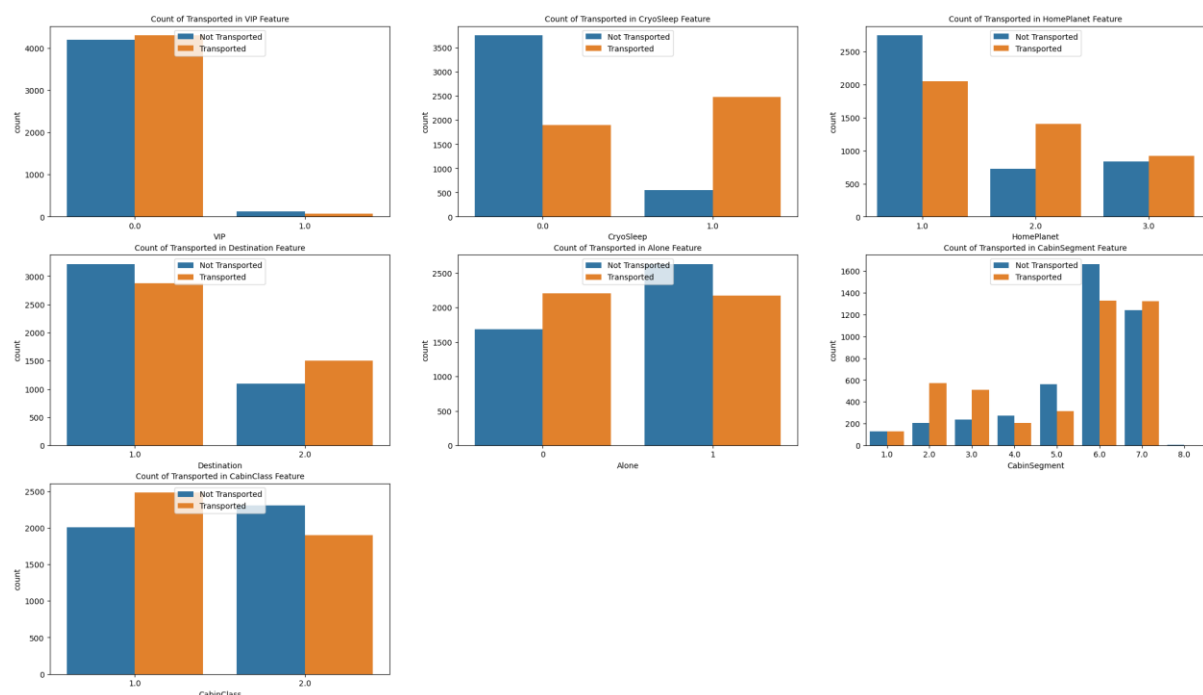 Count of Transported in VIP Feature
Not Transported
Transported
4000
3000
2000
1000
0
count
0.0 1.0
VIP
Count of Transported in CryoSleep Feature
Not Transported
Transported
3500
3000
2500
2000
1500
1000
500
0
count
0.0 1.0
CryoSleep
Count of Transported in HomePlanet Feature
Not Transported
Transported
2500
2000
1500
1000
500
0
count
1.0 2.0 3.0
HomePlanet
Count of Transported in Destination Feature
Not Transported
Transported
3000
2500
2000
1500
1000
500
0
count
1.0 2.0
Destination
Count of Transported in Alone Feature
Not Transported
Transported
2500
2000
1500
1000
500
0
count
0 1
Alone
Count of Transported in CabinSegment Feature
Not Transported
Transported
1600
1400
1200
1000
800
600
400
200
0
count
1.0 2.0 3.0 4.0 5.0 6.0 7.0 8.0
CabinSegment
Count of Transported in CabinClass Feature
Not Transported
Transported
2500
2000
1500
1000
500
0
count
1.0 2.0
CabinClass